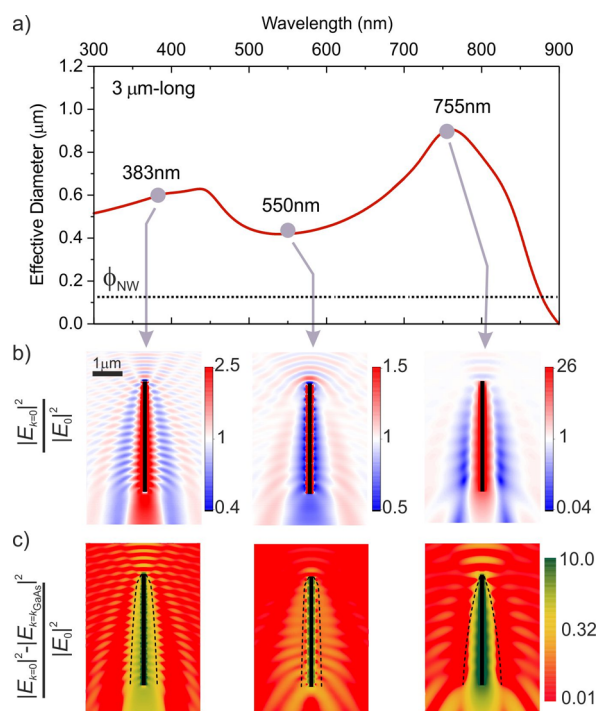 a)
Wavelength (nm)
300 400 500 600 700 800 900
Effective Diameter (μm)
1.2
1.0
0.8
0.6
0.4
0.2
0.0
3 μm-long
383nm
550nm
755nm
ϕNW
b)
|Ek=0|²
|E0|²
1μm
2.5
1
0.4
1.5
1
0.5
26
1
0.04
c)
|Ek=0|²-|Ek=kGaAs|²
|E0|²
10.0
0.32
0.01